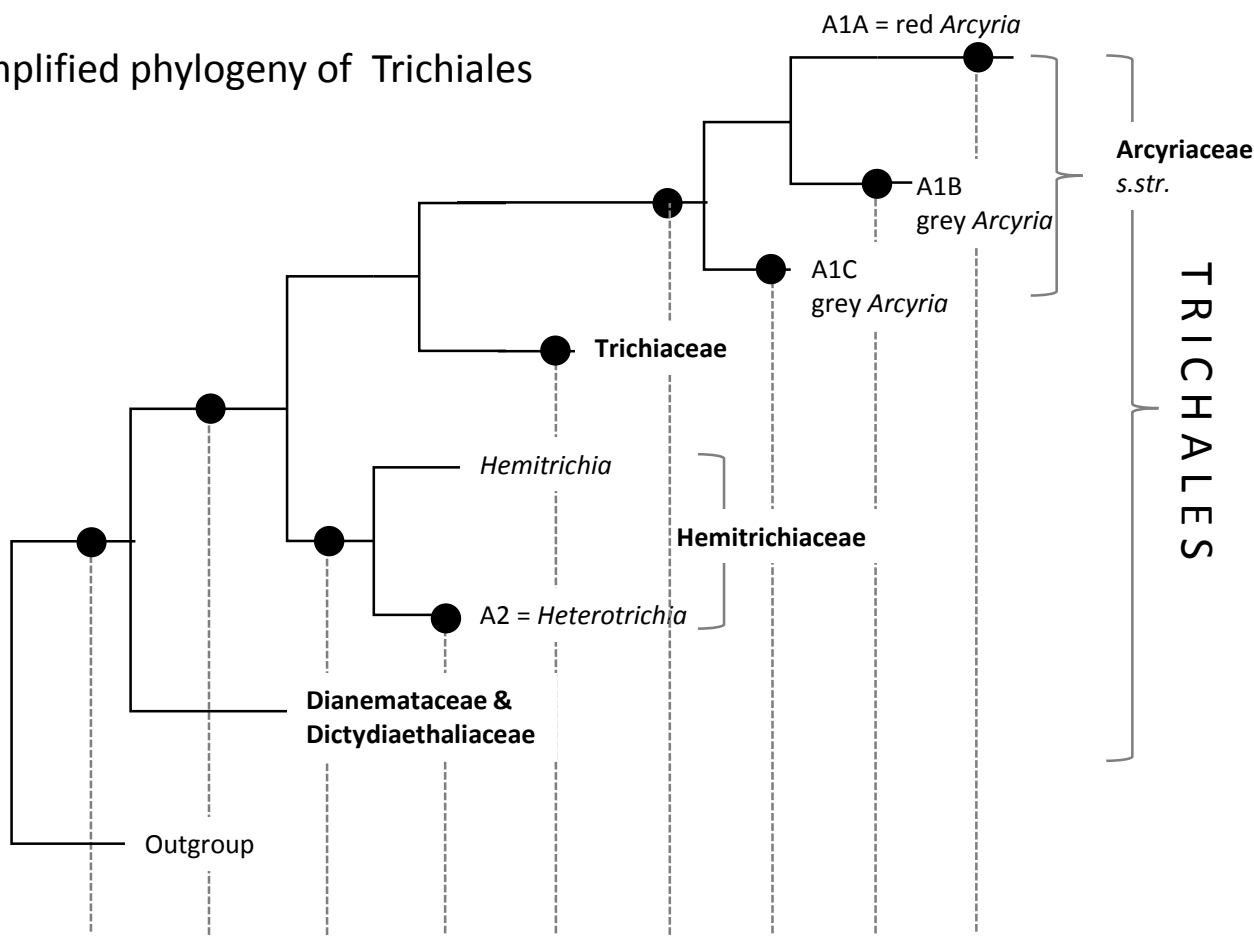 A1A = red Arcyria
mplified phylogeny of Trichiales
Arcyriaceae
s.str.
A1B
grey Arcyria
A1C
grey Arcyria
TRICHALES
Trichiaceae
Hemitrichia
Hemitrichiaceae
A2 = Heterotrichia
Dianemataceae &
Dictydiaethaliaceae
Outgroup